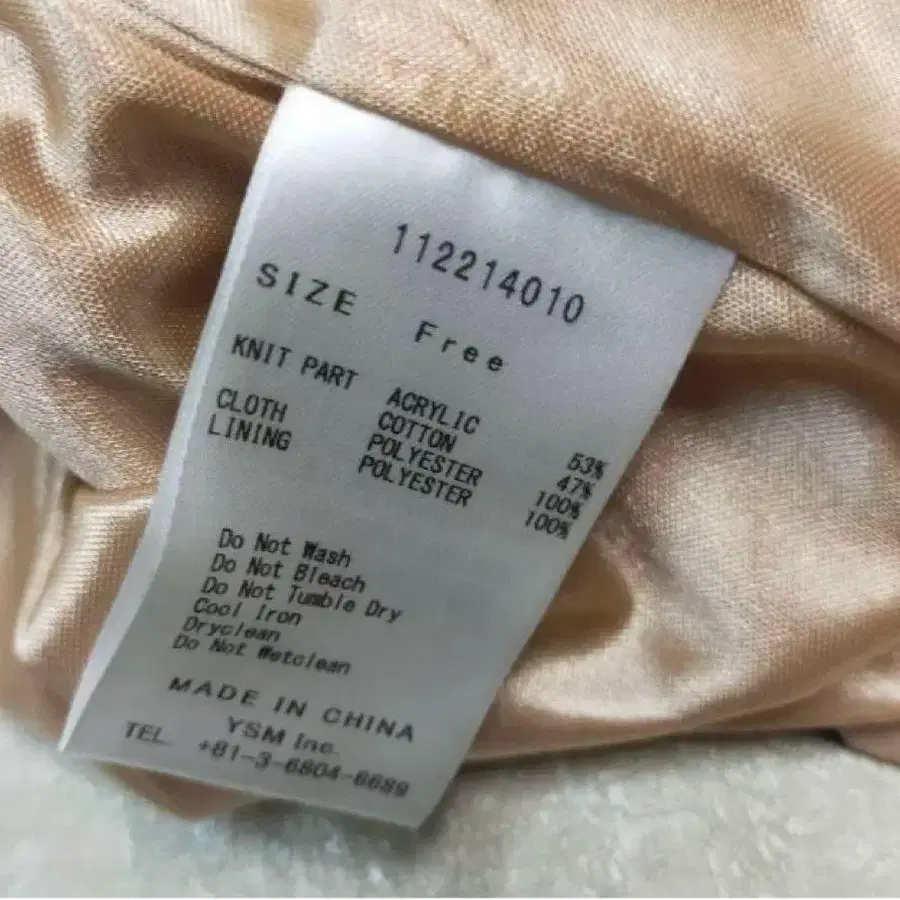 112214010
SIZE Free
KNIT PART ACRYLIC 53%
COTTON 47%
CLOTH POLYESTER 100%
LINING POLYESTER 100%
Do Not Wash
Do Not Bleach
Do Not Tumble Dry
Cool Iron
Dryclean
Do Not Wetclean
MADE IN CHINA
YSM Inc.
TEL. +81-3-6804-6689